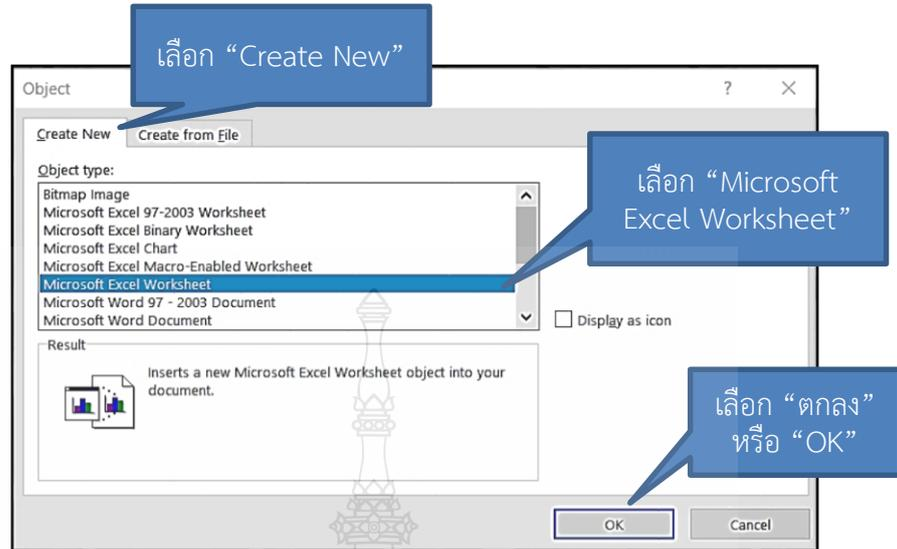 เลือก “Create New”
Object
?
Create New
Create from File
Object type:
Bitmap Image
Microsoft Excel 97-2003 Worksheet
Microsoft Excel Binary Worksheet
Microsoft Excel Chart
Microsoft Excel Macro-Enabled Worksheet
Microsoft Excel Worksheet
Microsoft Word 97 - 2003 Document
Microsoft Word Document
เลือก “Microsoft
Excel Worksheet”
Display as icon
Result
Inserts a new Microsoft Excel Worksheet object into your
document.
เลือก “ตกลง”
หรือ “OK”
OK
Cancel